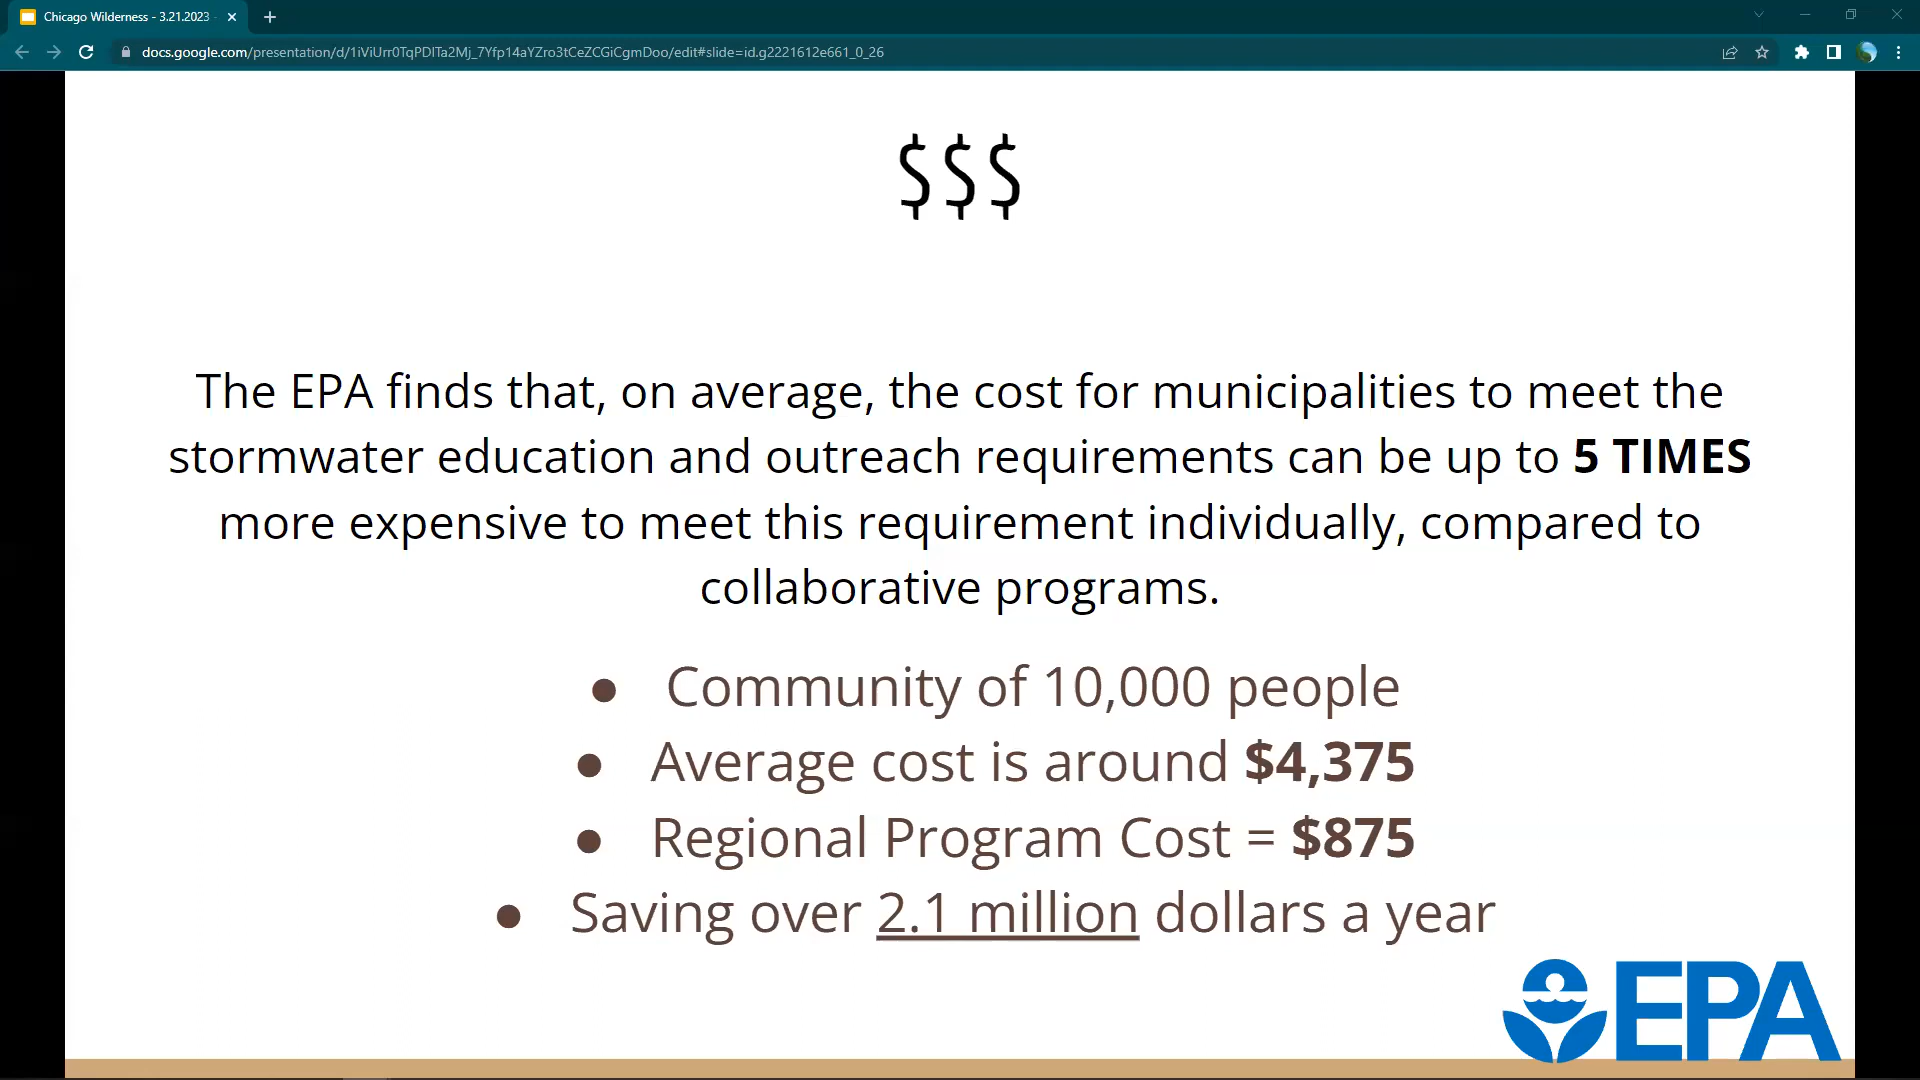 Chicago Wilderness - 3.21.2023 -
docs.google.com/presentation/d/1iViUrr0TqPDlTa2Mj_7Yfp14aYZro3tCeZCGiCgmDoo/edit#slide=id.g2221612e661_0_26
$$$
The EPA finds that, on average, the cost for municipalities to meet the
stormwater education and outreach requirements can be up to 5 TIMES
more expensive to meet this requirement individually, compared to
collaborative programs.
● Community of 10,000 people
● Average cost is around $4,375
● Regional Program Cost = $875
● Saving over 2.1 million dollars a year
EPA